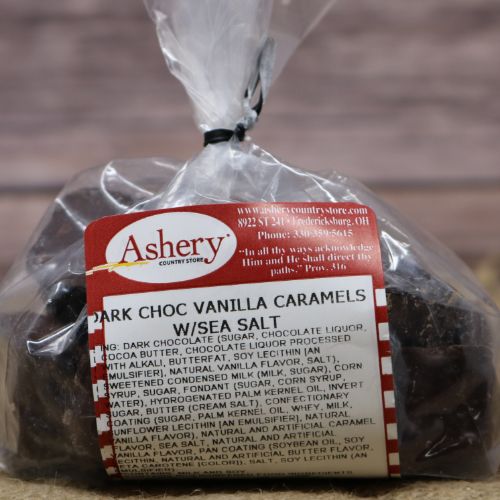 www.asherycountrystore.com
8922 ST 241 • Fredericksburg, OH
Phone: 330-359-5615
"In all thy ways acknowledge
Him and He shall direct thy
paths." Prov. 316
Ashery
COUNTRY STORE
DARK CHOC VANILLA CARAMELS
W/SEA SALT
ING: DARK CHOCOLATE (SUGAR, CHOCOLATE LIQUOR,
COCOA BUTTER, CHOCOLATE LIQUOR PROCESSED
WITH ALKALI, BUTTERFAT, SOY LECITHIN [AN
EMULSIFIER], NATURAL VANILLA FLAVOR, SALT),
SWEETENED CONDENSED MILK (MILK, SUGAR), CORN
SYRUP, SUGAR, FONDANT (SUGAR, CORN SYRUP,
WATER), HYDROGENATED PALM KERNEL OIL, INVERT
SUGAR, BUTTER (CREAM SALT), CONFECTIONARY
COATING (SUGAR, PALM KERNEL OIL, WHEY, MILK,
SUNFLOWER LECITHIN [AN EMULSIFIER], NATURAL
VANILLA FLAVOR), NATURAL AND ARTIFICIAL CARAMEL
FLAVOR, SEA SALT, NATURAL AND ARTIFICIAL
VANILLA FLAVOR, PAN COATING (SOYBEAN OIL, SOY
LECITHIN, NATURAL AND ARTIFICIAL BUTTER FLAVOR,
BETA CAROTENE [COLOR]), SALT, SOY LECITHIN (AN
EMULSIFIER)